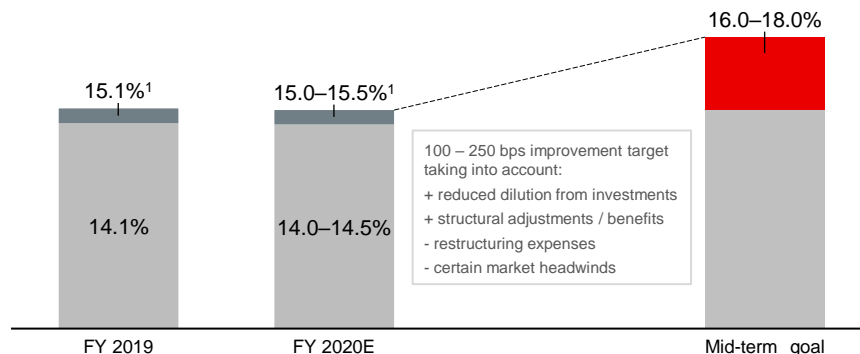 16.0–18.0%
15.1%¹
15.0–15.5%¹
100 – 250 bps improvement target
taking into account:
+ reduced dilution from investments
+ structural adjustments / benefits
- restructuring expenses
- certain market headwinds
14.1%
14.0–14.5%
FY 2019
FY 2020E
Mid-term goal